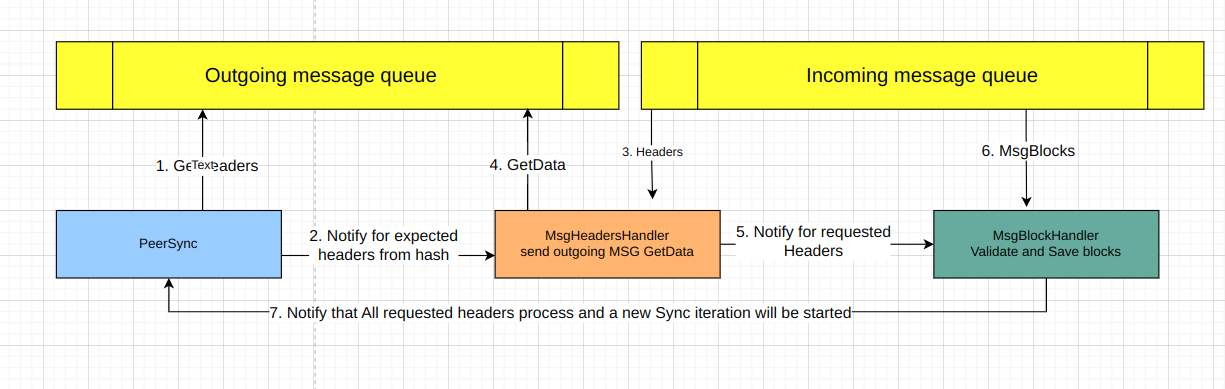 Outgoing message queue
Incoming message queue
1. Ge
Text
eaders
4. GetData
3. Headers
6. MsgBlocks
PeerSync
2. Notify for expected
headers from hash
MsgHeadersHandler
send outgoing MSG GetData
5. Notify for requested
Headers
MsgBlockHandler
Validate and Save blocks
7. Notify that All requested headers process and a new Sync iteration will be started